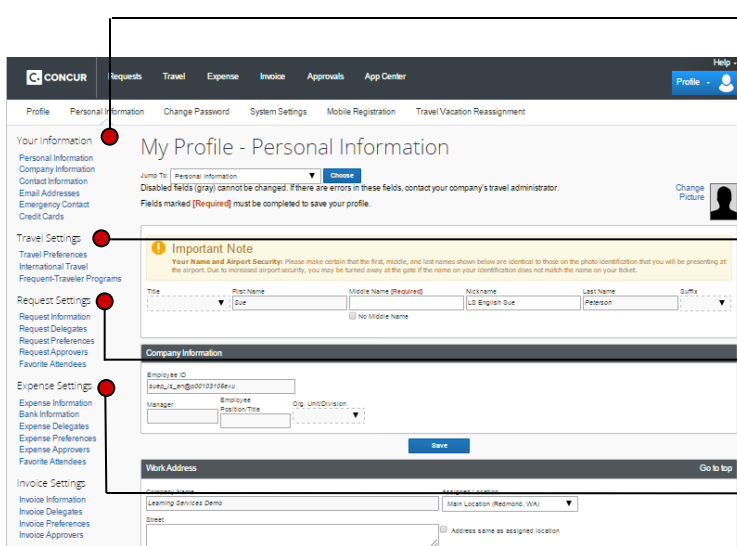 Help
C. CONCUR Requests Travel Expense Invoice Approvals App Center
Profile
Profile Personal Information Change Password System Settings Mobile Registration Travel Vacation Reassignment
Your Information
Personal Information
Company Information
Contact Information
Email Addresses
Emergency Contact
Credit Cards
Travel Settings
Travel Preferences
International Travel
Frequent-Traveler Programs
Request Settings
Request Information
Request Delegates
Request Preferences
Request Approvers
Favorite Attendees
Expense Settings
Expense Information
Bank Information
Expense Delegates
Expense Preferences
Expense Approvers
Favorite Attendees
Invoice Settings
Invoice Information
Invoice Delegates
Invoice Preferences
Invoice Approvers
My Profile - Personal Information
Jump To: Personal Information Choose
Disabled fields (gray) cannot be changed. If there are errors in these fields, contact your company's travel administrator.
Fields marked [Required] must be completed to save your profile.
Change
Picture
Important Note
Your Name and Airport Security: Please make certain that the first, middle, and last names shown below are identical to those on the photo identification that you will be presenting at
the airport. Due to increased airport security, you may be turned away at the gate if the name on your identification does not match the name on your ticket.
Title First Name Middle Name [Required] Nickname Last Name Suffix
Sue LS English Sue Peterson
No Middle Name
Company Information
Employee ID
Manager Employee Position/Title Org. Unit/Division
Save
Work Address Go to top
Company Name Assigned Location
Learning Services Demo Main Location (Redmond, WA)
Street
Address same as assigned location